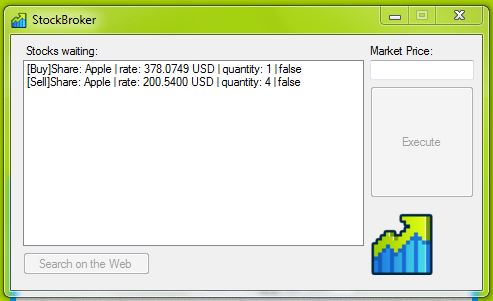 StockBroker
Stocks waiting:
Market Price:
[Buy]Share: Apple | rate: 378.0749 USD | quantity: 1 | false
[Sell]Share: Apple | rate: 200.5400 USD | quantity: 4 | false
Execute
Search on the Web